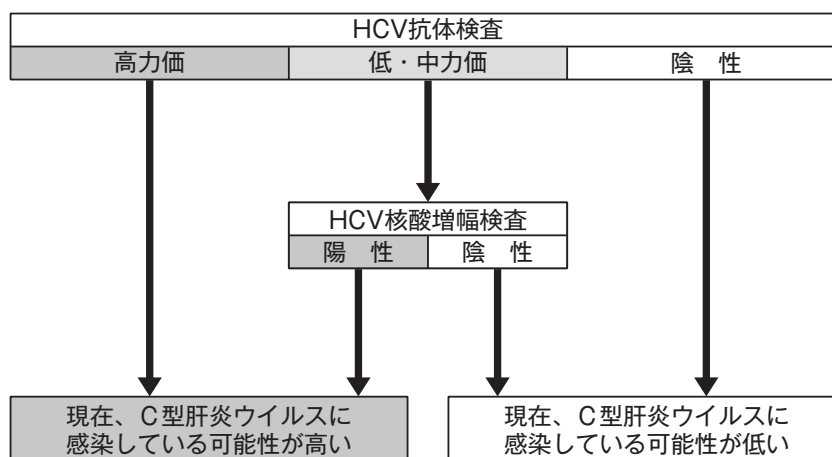 HCV抗体検査
高力価
低・中力価
陰 性
HCV核酸増幅検査
陽 性
陰 性
現在、C型肝炎ウイルスに
感染している可能性が高い
現在、C型肝炎ウイルスに
感染している可能性が低い